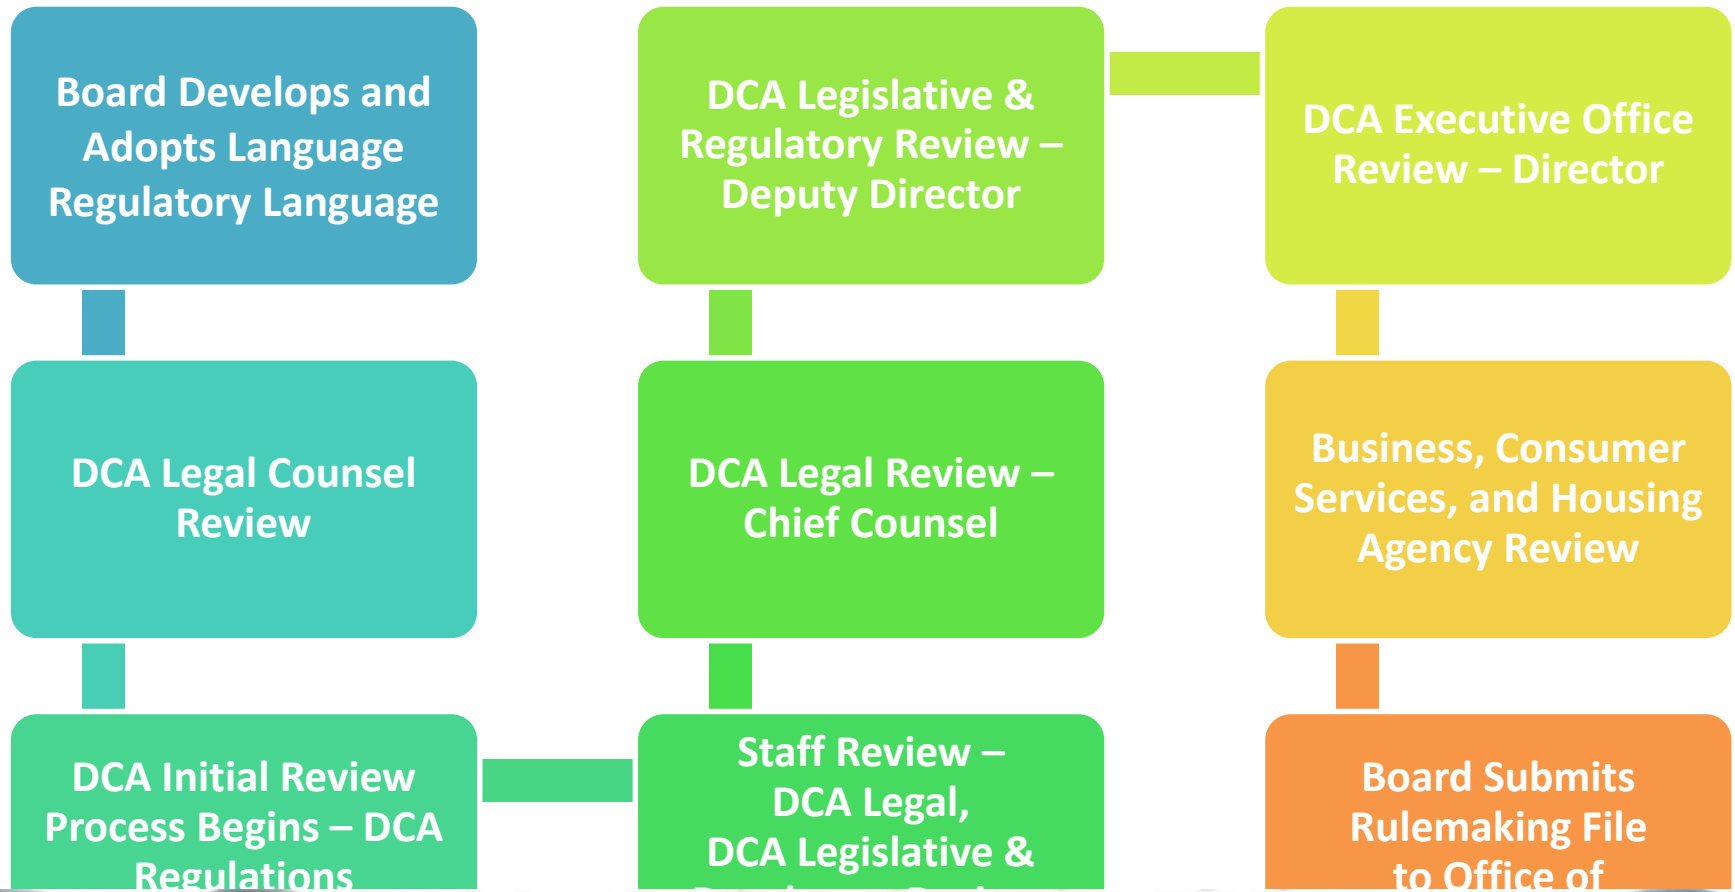 Board Develops and
Adopts Language
Regulatory Language
DCA Legal Counsel
Review
DCA Initial Review
Process Begins – DCA
Regulations
Staff Review –
DCA Legal,
DCA Legislative &
DCA Legal Review –
Chief Counsel
DCA Legislative &
Regulatory Review –
Deputy Director
DCA Executive Office
Review – Director
Business, Consumer
Services, and Housing
Agency Review
Board Submits
Rulemaking File
to Office of